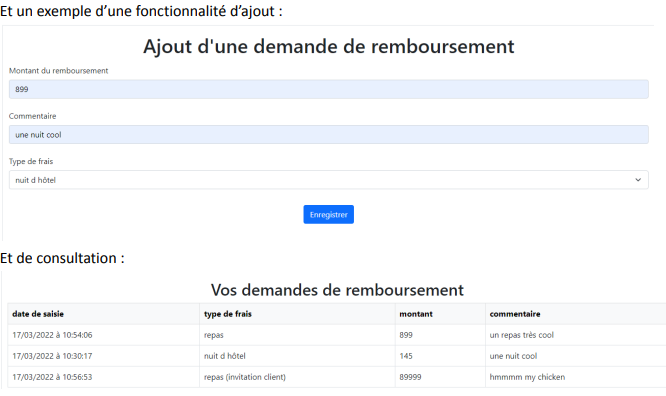 Et un exemple d’une fonctionnalité d’ajout :
Ajout d'une demande de remboursement
Montant du remboursement
899
Commentaire
une nuit cool
Type de frais
nuit d hôtel
Enregistrer
Et de consultation :
Vos demandes de remboursement
date de saisie type de frais montant commentaire
17/03/2022 à 10:54:06 repas 899 un repas très cool
17/03/2022 à 10:30:17 nuit d hôtel 145 une nuit cool
17/03/2022 à 10:56:53 repas (invitation client) 89999 hmmmm my chicken